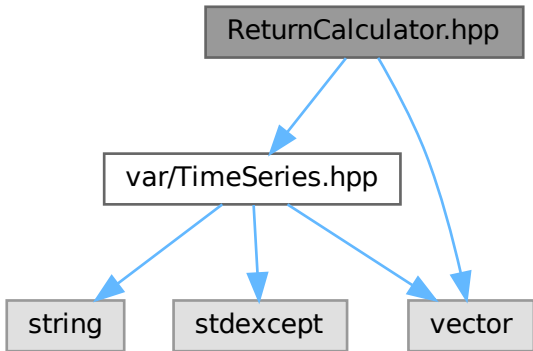 ReturnCalculator.hpp
var/TimeSeries.hpp
string
stdexcept
vector